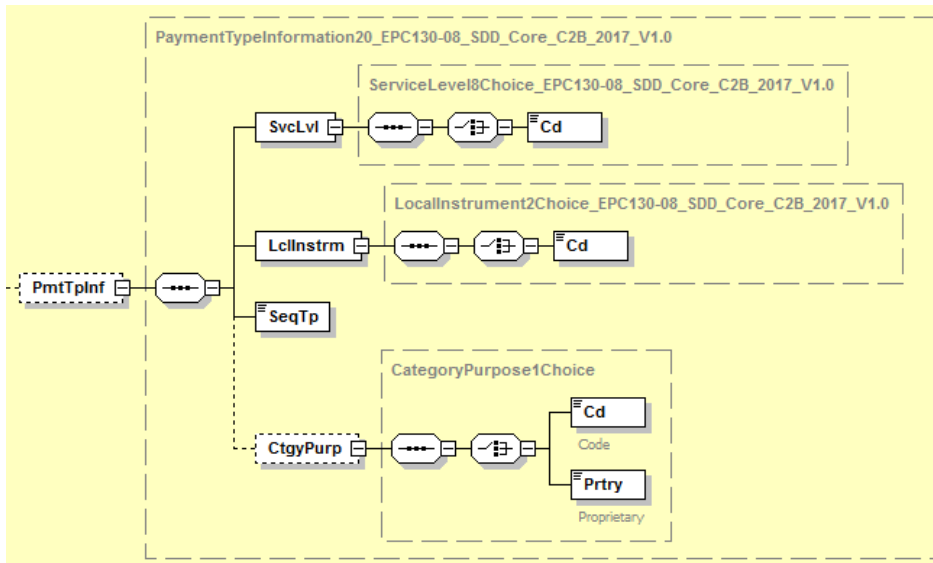 PaymentTypeInformation20_EPC130-08_SDD_Core_C2B_2017_V1.0
ServiceLevel8Choice_EPC130-08_SDD_Core_C2B_2017_V1.0
SvcLvl
Cd
LocalInstrument2Choice_EPC130-08_SDD_Core_C2B_2017_V1.0
LclInstrm
Cd
PmtTpInf
SeqTp
CategoryPurpose1Choice
Cd
Code
CtgyPurp
Prtry
Proprietary